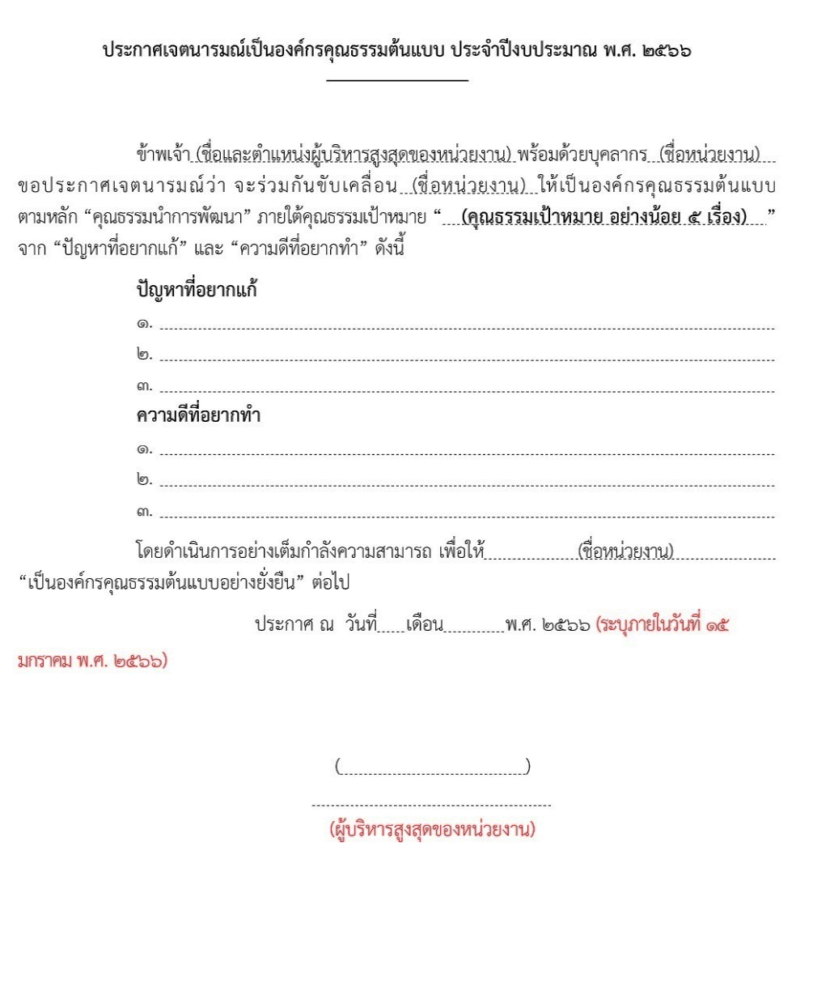 ประกาศเจตนารมณ์เป็นองค์กรคุณธรรมต้นแบบ ประจำปีงบประมาณ พ.ศ. ๒๕๖๖
ข้าพเจ้า (ชื่อและตำแหน่งผู้บริหารสูงสุดของหน่วยงาน) พร้อมด้วยบุคลากร (ชื่อหน่วยงาน)
ขอประกาศเจตนารมณ์ว่า จะร่วมกันขับเคลื่อน (ชื่อหน่วยงาน) ให้เป็นองค์กรคุณธรรมต้นแบบ
ตามหลัก “คุณธรรมนำการพัฒนา” ภายใต้คุณธรรมเป้าหมาย “ (คุณธรรมเป้าหมาย อย่างน้อย ๕ เรื่อง) ”
จาก “ปัญหาที่อยากแก้” และ “ความดีที่อยากทำ” ดังนี้
ปัญหาที่อยากแก้
๑.
๒.
๓.
ความดีที่อยากทำ
๑.
๒.
๓.
โดยดำเนินการอย่างเต็มกำลังความสามารถ เพื่อให้ (ชื่อหน่วยงาน)
“เป็นองค์กรคุณธรรมต้นแบบอย่างยั่งยืน” ต่อไป
ประกาศ ณ วันที่.....เดือน............พ.ศ. ๒๕๖๖ (ระบุภายในวันที่ ๑๕
มกราคม พ.ศ. ๒๕๖๖)
(......................................)
(ผู้บริหารสูงสุดของหน่วยงาน)